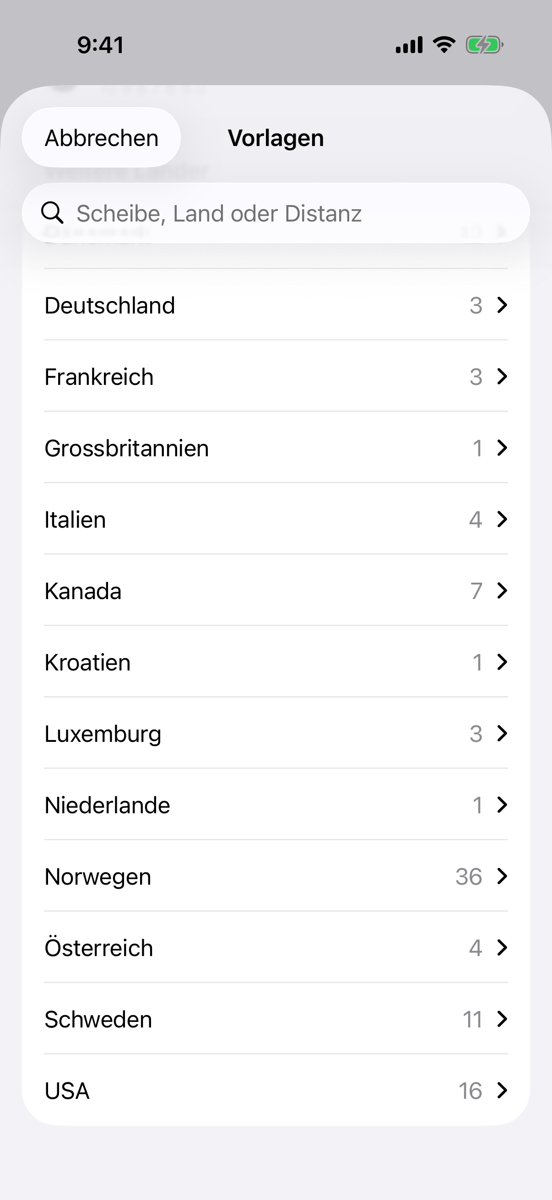 9:41
Abbrechen
Vorlagen
Scheibe, Land oder Distanz
Deutschland 3
Frankreich 3
Grossbritannien 1
Italien 4
Kanada 7
Kroatien 1
Luxemburg 3
Niederlande 1
Norwegen 36
Österreich 4
Schweden 11
USA 16